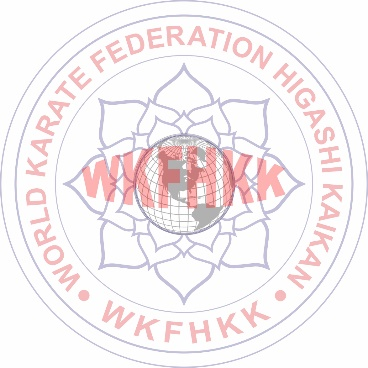 WORLD KARATE FEDERATION HIGASHI KAIKAN
WKFHKK
• WKFHKK •